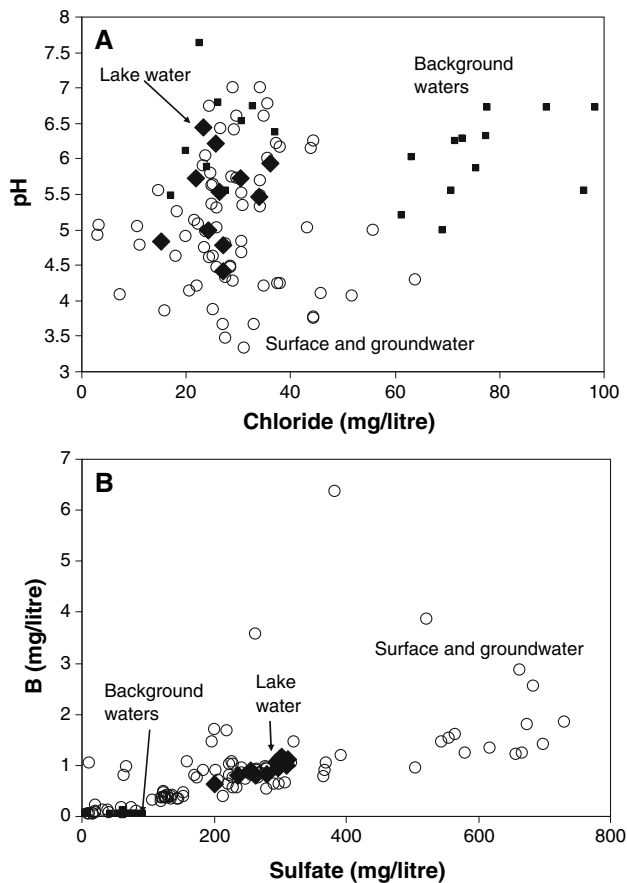 8
7.5
7
6.5
6
5.5
5
4.5
4
3.5
3
pH
A
Lake water
Background
waters
Surface and groundwater
0
20
40
60
80
100
Chloride (mg/litre)
7
6
5
4
3
2
1
0
B (mg/litre)
B
Surface and groundwater
Background
waters
Lake
water
0
200
400
600
800
Sulfate (mg/litre)